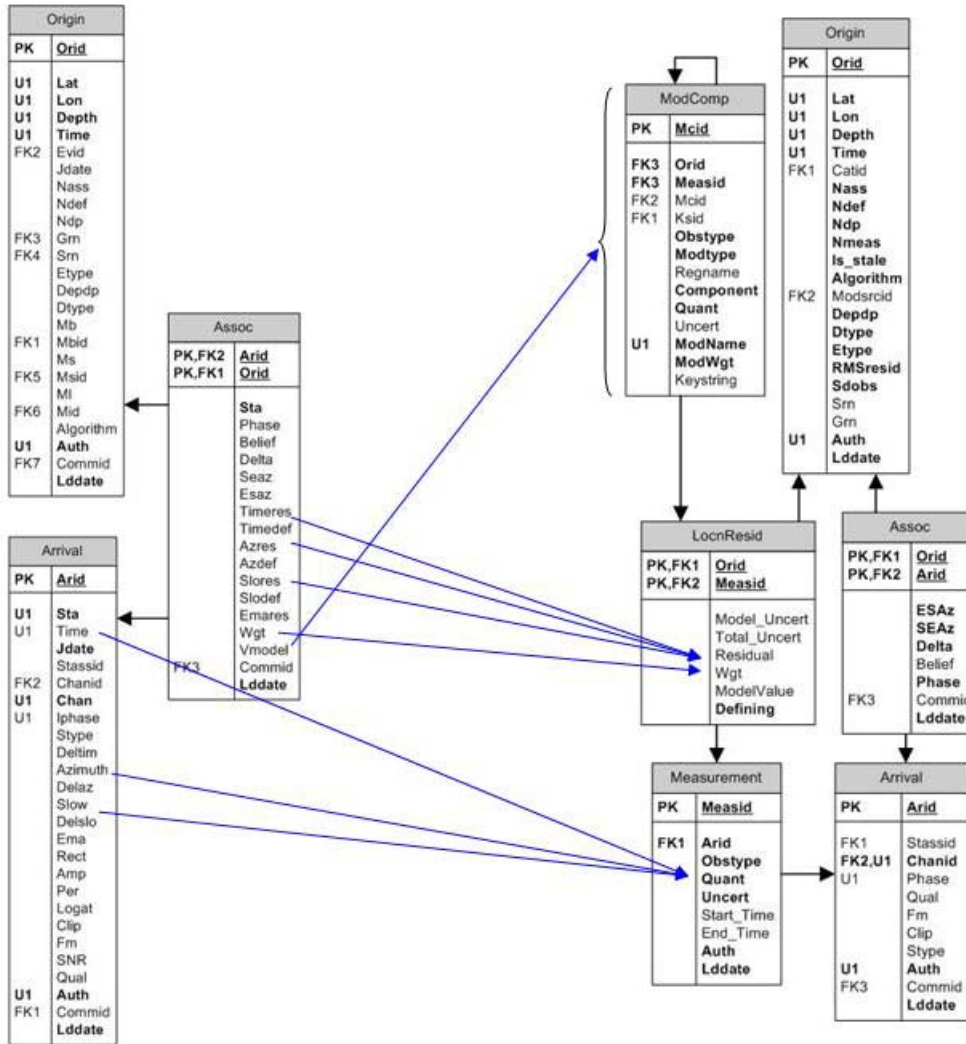 Origin
PK Orid
U1 Lat
U1 Lon
U1 Depth
U1 Time
FK2 Evid
Jdate
Nass
Ndef
Ndp
FK3 Grn
FK4 Srn
Etype
Depdp
Dtype
Mb
FK1 Mbid
Ms
FK5 Msid
Ml
FK6 Mid
Algorithm
U1 Auth
FK7 Commid
Lddate
Arrival
PK Arid
U1 Sta
U1 Time
Jdate
Stassid
FK2 Chanid
U1 Chan
U1 Iphase
Stype
Deltim
Azimuth
Delaz
Slow
Delslo
Ema
Rect
Amp
Per
Logat
Clip
Fm
SNR
Qual
U1 Auth
FK1 Commid
Lddate
Assoc
PK,FK2 Arid
PK,FK1 Orid
Sta
Phase
Belief
Delta
Seaz
Esaz
Timeres
Timedef
Azres
Azdef
Slores
Slodef
Emares
Wgt
Vmodel
FK3 Commid
Lddate
ModComp
PK Mcid
FK3 Orid
FK3 Measid
FK2 Mcid
FK1 Ksid
Obstype
Modtype
Regname
Component
Quant
Uncert
U1 ModName
ModWgt
Keystring
LocnResid
PK,FK1 Orid
PK,FK2 Measid
Model_Uncert
Total_Uncert
Residual
Wgt
ModelValue
Defining
Measurement
PK Measid
FK1 Arid
Obstype
Quant
Uncert
Start_Time
End_Time
Auth
Lddate
Origin
PK Orid
U1 Lat
U1 Lon
U1 Depth
U1 Time
FK1 Catid
Nass
Ndef
Ndp
Nmeas
Is_stale
Algorithm
FK2 Modsrcid
Depdp
Dtype
Etype
RMSresid
Sdobs
Srn
Grn
U1 Auth
Lddate
Assoc
PK,FK1 Orid
PK,FK2 Arid
ESAz
SEAz
Delta
Belief
Phase
FK3 Commid
Lddate
Arrival
PK Arid
FK1 Stassid
FK2,U1 Chanid
U1 Phase
Qual
Fm
Clip
Stype
U1 Auth
FK3 Commid
Lddate